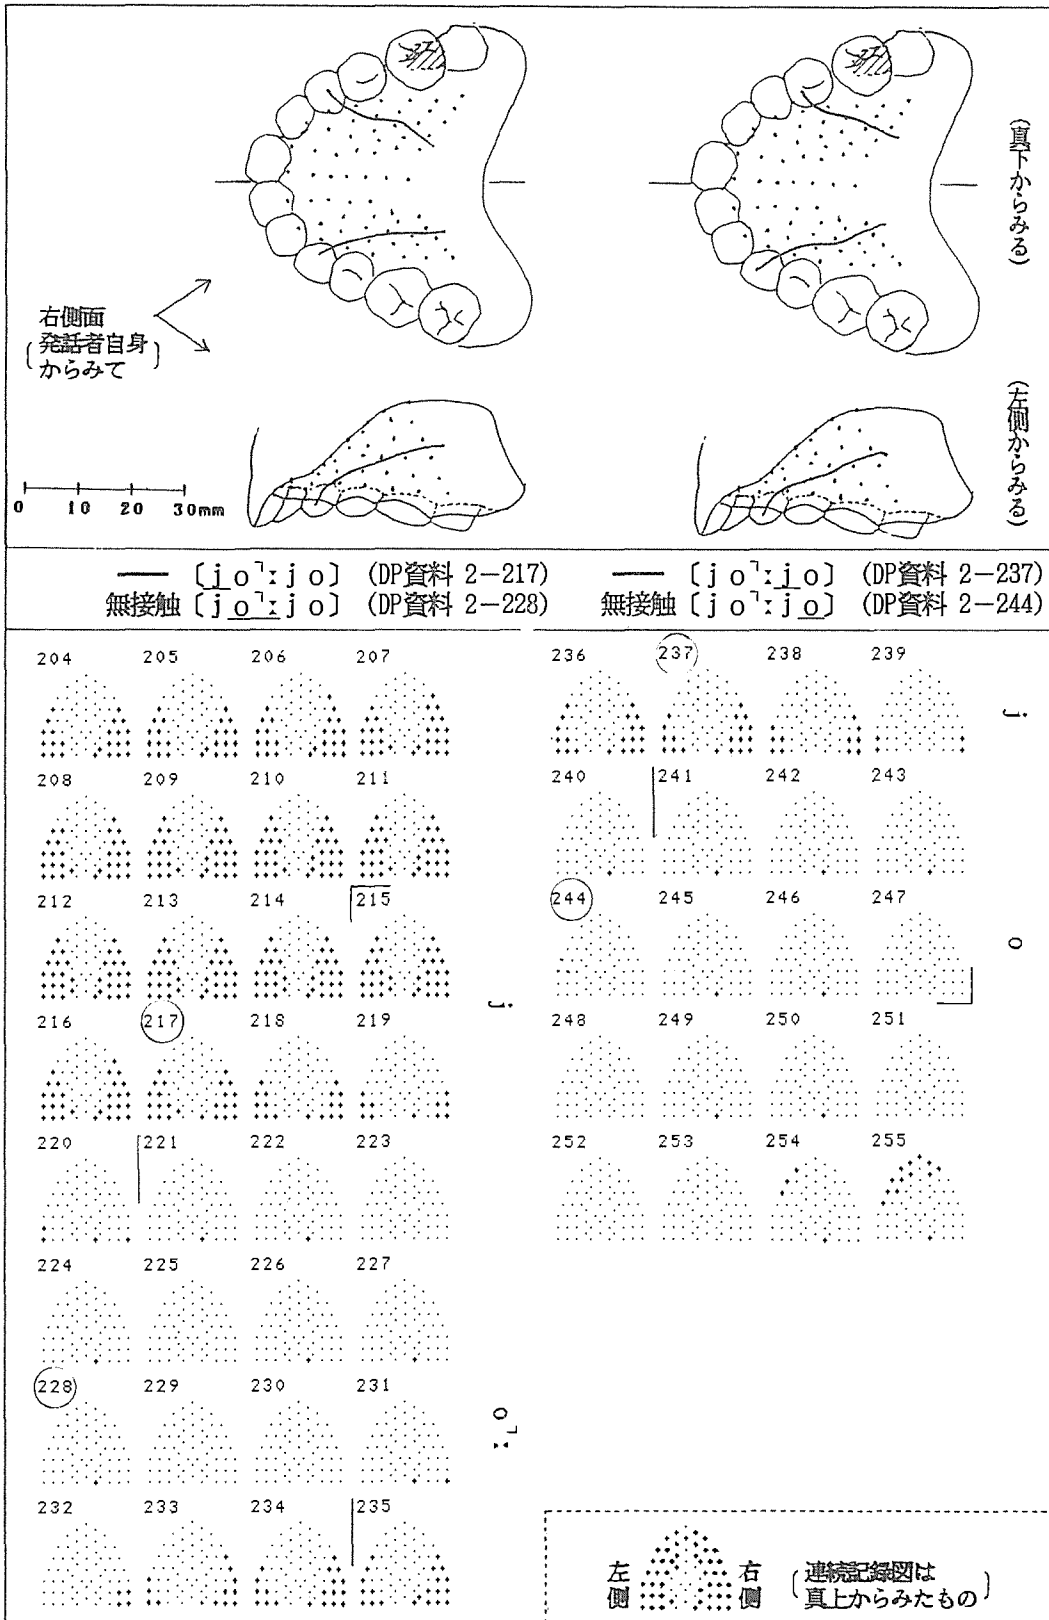 (真下からみる)
右側面
発話者自身
からみて
(左側からみる)
0 10 20 30mm
[jo˺ːjo] (DP資料 2-217)
無接触 [jo˺ːjo] (DP資料 2-228)
[jo˺ːjo] (DP資料 2-237)
無接触 [jo˺ːjo] (DP資料 2-244)
204 205 206 207
208 209 210 211
212 213 214 215
j
216 217 218 219
220 221 222 223
224 225 226 227
228 229 230 231
o˺ː
232 233 234 235
236 237 238 239
j
240 241 242 243
244 245 246 247
o
248 249 250 251
252 253 254 255
左側
右側
(連続記録図は
真上からみたもの)